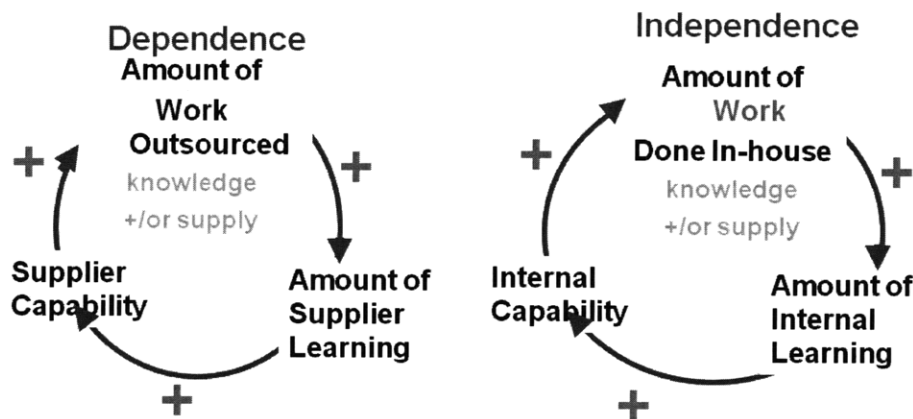 Dependence
Amount of
Work
Outsourced
knowledge
+/or supply
+
+
Supplier
Capability
Amount of
Supplier
Learning
+
Independence
Amount of
Work
Done In-house
knowledge
+/or supply
+
+
Internal
Capability
Amount of
Internal
Learning
+